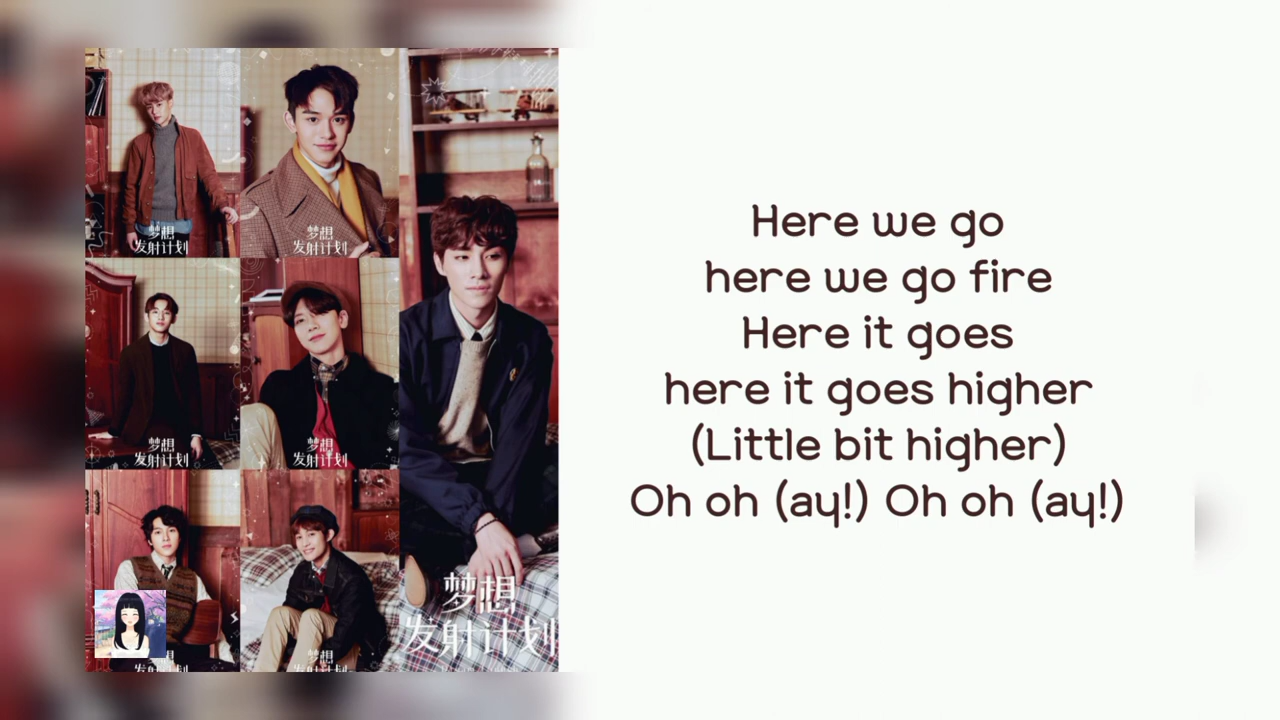 梦想
发射计划
梦想
发射计划
梦想
发射计划
梦想
发射计划
梦想
发射计划
梦想
发射计划
梦想
发射计划
Here we go
here we go fire
Here it goes
here it goes higher
(Little bit higher)
Oh oh (ay!) Oh oh (ay!)